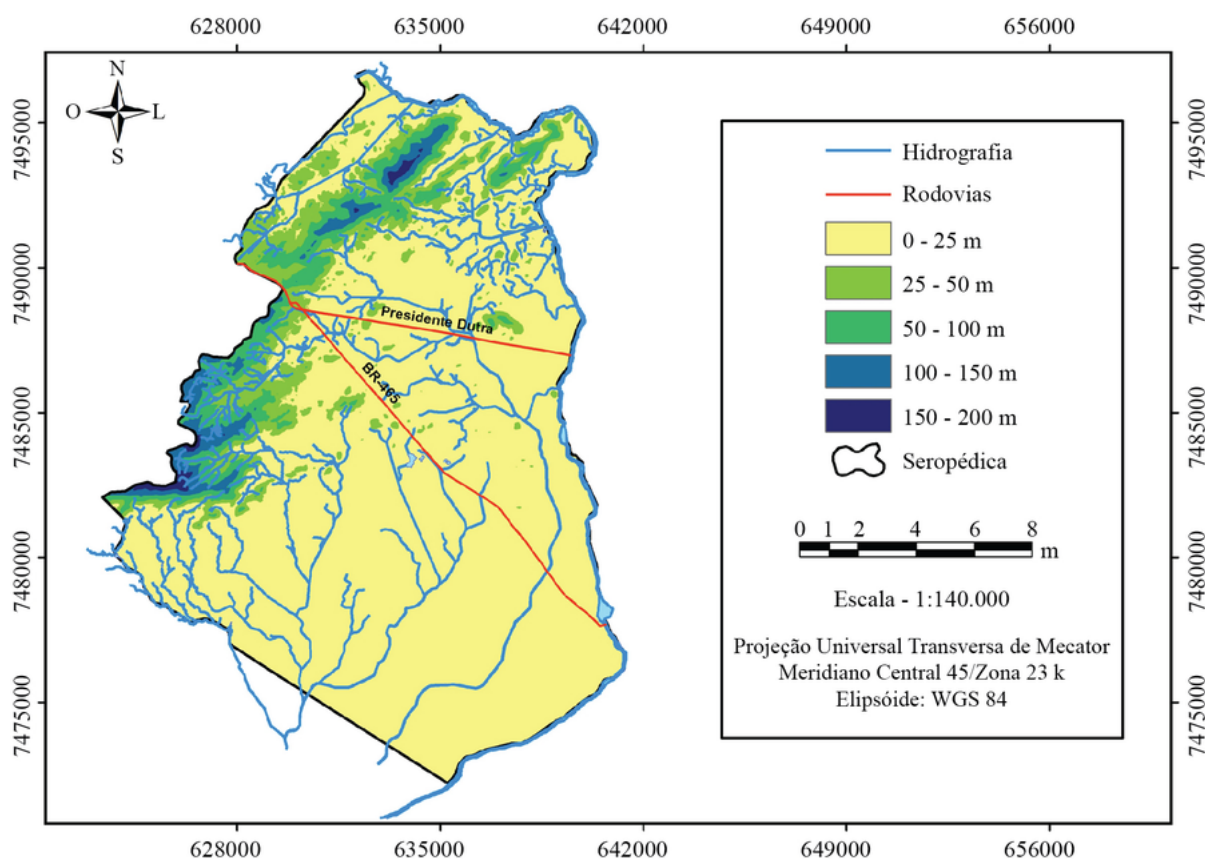 628000 635000 642000 649000 656000
N
O L
S
7495000
7490000
7485000
7480000
7475000
Presidente Dutra
BR-465
Hidrografia
Rodovias
0 - 25 m
25 - 50 m
50 - 100 m
100 - 150 m
150 - 200 m
Seropédica
0 1 2 4 6 8
m
Escala - 1:140.000
Projeção Universal Transversa de Mecator
Meridiano Central 45/Zona 23 k
Elipsóide: WGS 84
7495000
7490000
7485000
7480000
7475000
628000 635000 642000 649000 656000